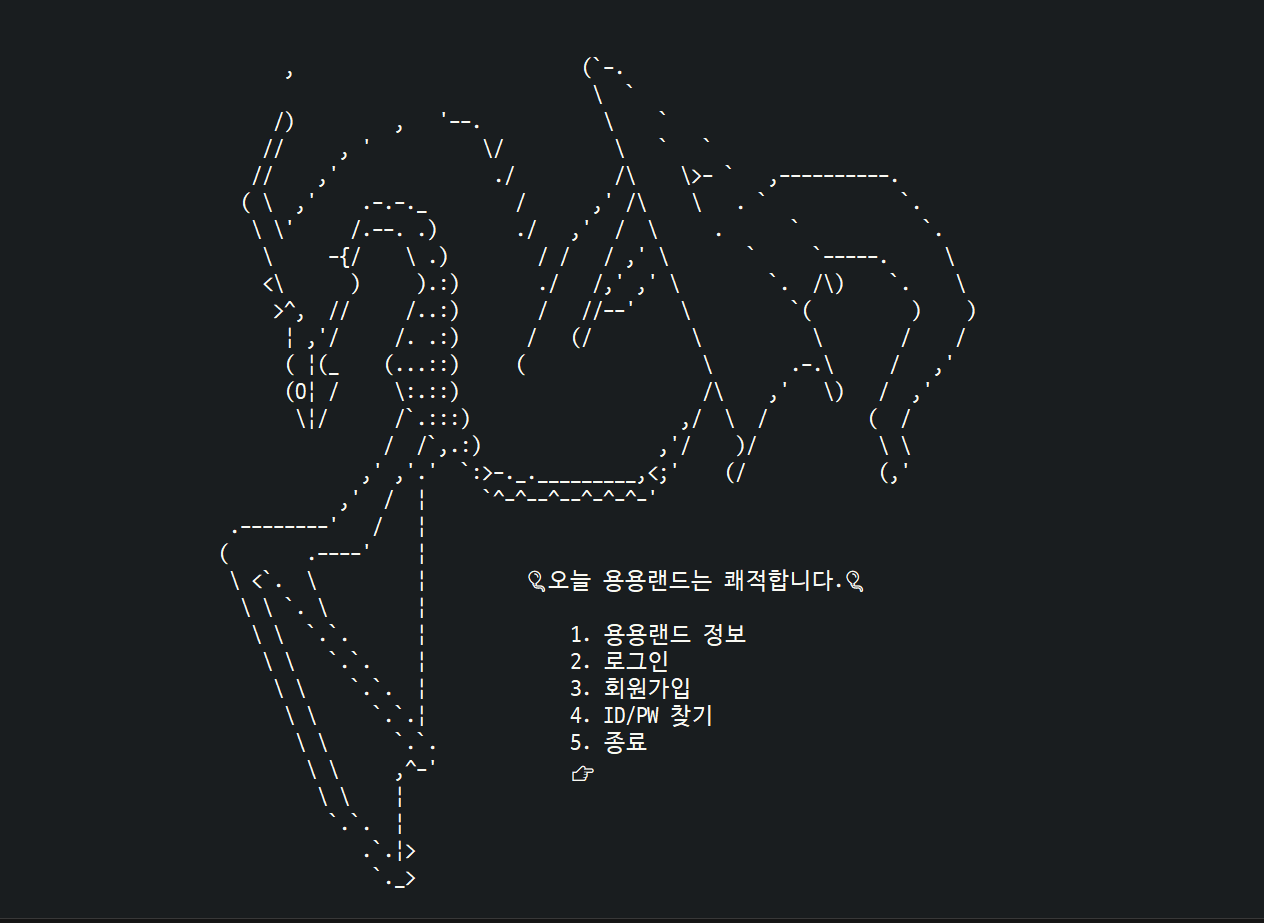 🎈오늘 용용랜드는 쾌적합니다.🎈
1. 용용랜드 정보
2. 로그인
3. 회원가입
4. ID/PW 찾기
5. 종료
👉